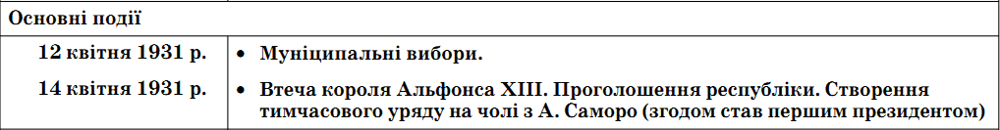 Основні події
12 квітня 1931 р.
• Муніципальні вибори.
14 квітня 1931 р.
• Втеча короля Альфонса XIII. Проголошення республіки. Створення
тимчасового уряду на чолі з А. Саморо (згодом став першим президентом)